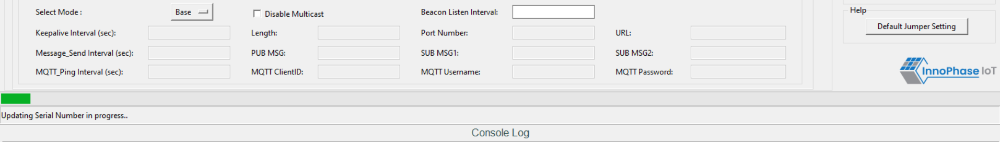 Select Mode :
Base
Disable Multicast
Beacon Listen Interval:
Help
Default Jumper Setting
Keepalive Interval (sec):
Length:
Port Number:
URL:
Message_Send Interval (sec):
PUB MSG:
SUB MSG1:
SUB MSG2:
MQTT_Ping Interval (sec):
MQTT ClientID:
MQTT Username:
MQTT Password:
InnoPhase IoT
Updating Serial Number in progress..
Console Log